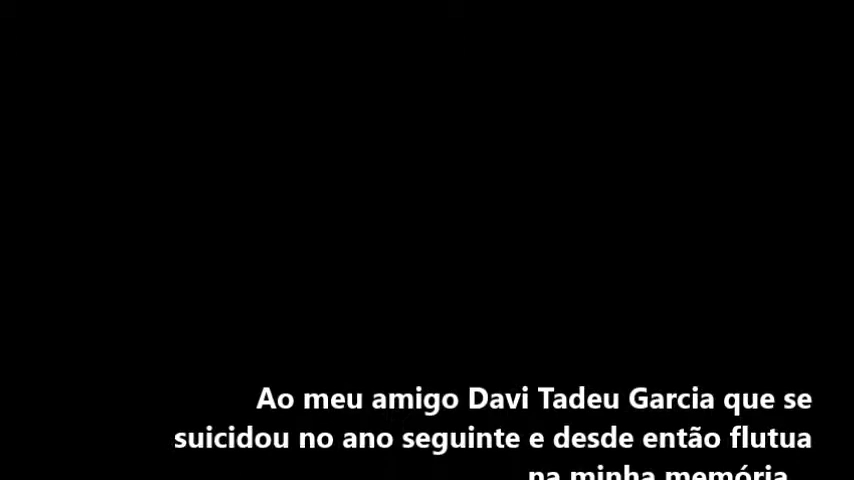 Ao meu amigo Davi Tadeu Garcia que se
suicidou no ano seguinte e desde então flutua
na minha memória